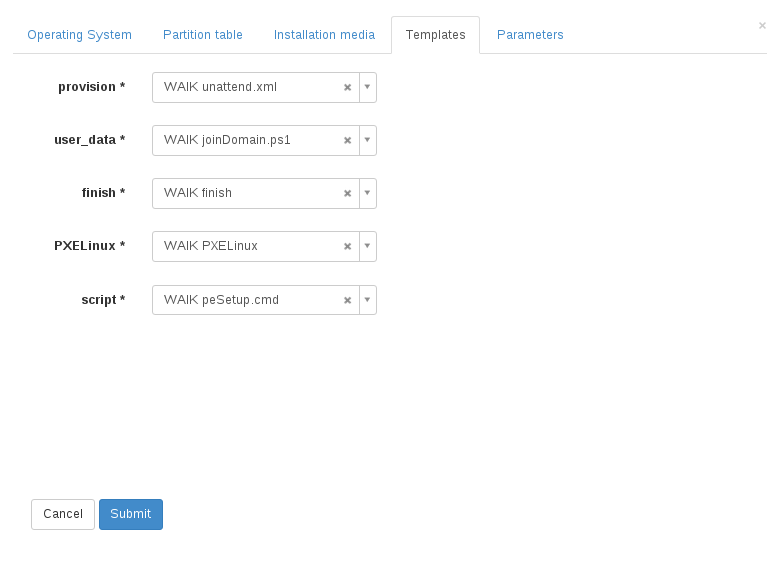 Operating System Partition table Installation media Templates Parameters ×
provision * WAIK unattend.xml ✖
user_data * WAIK joinDomain.ps1 ✖
finish * WAIK finish ✖
PXELinux * WAIK PXELinux ✖
script * WAIK peSetup.cmd ✖
Cancel Submit